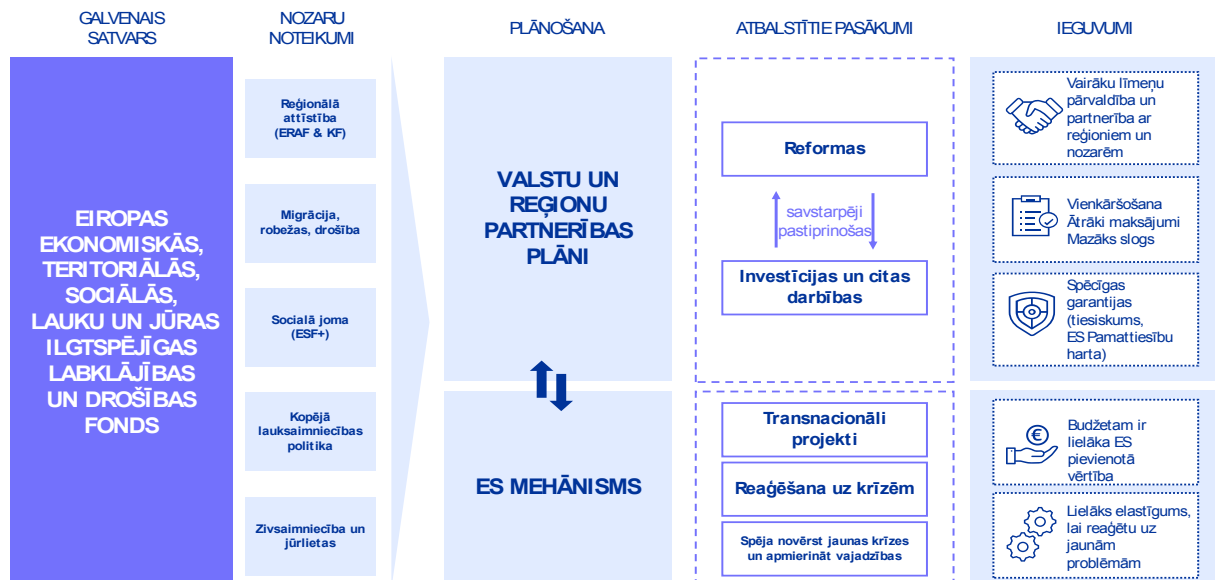 GALVENAIS
SATVARS
NOZARU
NOTEIKUMI
PLĀNOŠANA
ATBALSTĪTIE PASĀKUMI
IEGUVUMI
EIROPAS
EKONOMISKĀS,
TERITORIĀLĀS,
SOCIĀLĀS,
LAUKU UN JŪRAS
ILGTSPĒJĪGAS
LABKLĀJĪBAS
UN DROŠĪBAS
FONDS
Reģionālā
attīstība
(ERAF & KF)
Migrācija,
robežas, drošība
Sociālā joma
(ESF+)
Kopējā
lauksaimniecības
politika
Zivsaimniecība un
jūrlietas
VALSTU UN
REĢIONU
PARTNERĪBAS
PLĀNI
ES MEHĀNISMS
Reformas
savstarpēji
pastiprinošas
Investīcijas un citas
darbības
Transnacionāli
projekti
Reaģēšana uz krīzēm
Spēja novērst jaunas krīzes
un apmierināt vajadzības
Vairāku līmeņu
pārvaldība un
partnerība ar
reģioniem un
nozarēm
Vienkāršošana
Ātrāki maksājumi
Mazāks slogs
Spēcīgas
garantijas
(tiesiskums,
ES Pamattiesību
harta)
€
Budžetam ir
lielāka ES
pievienotā
vērtība
Lielāks elastīgums,
lai reaģētu uz
jaunām
problēmām